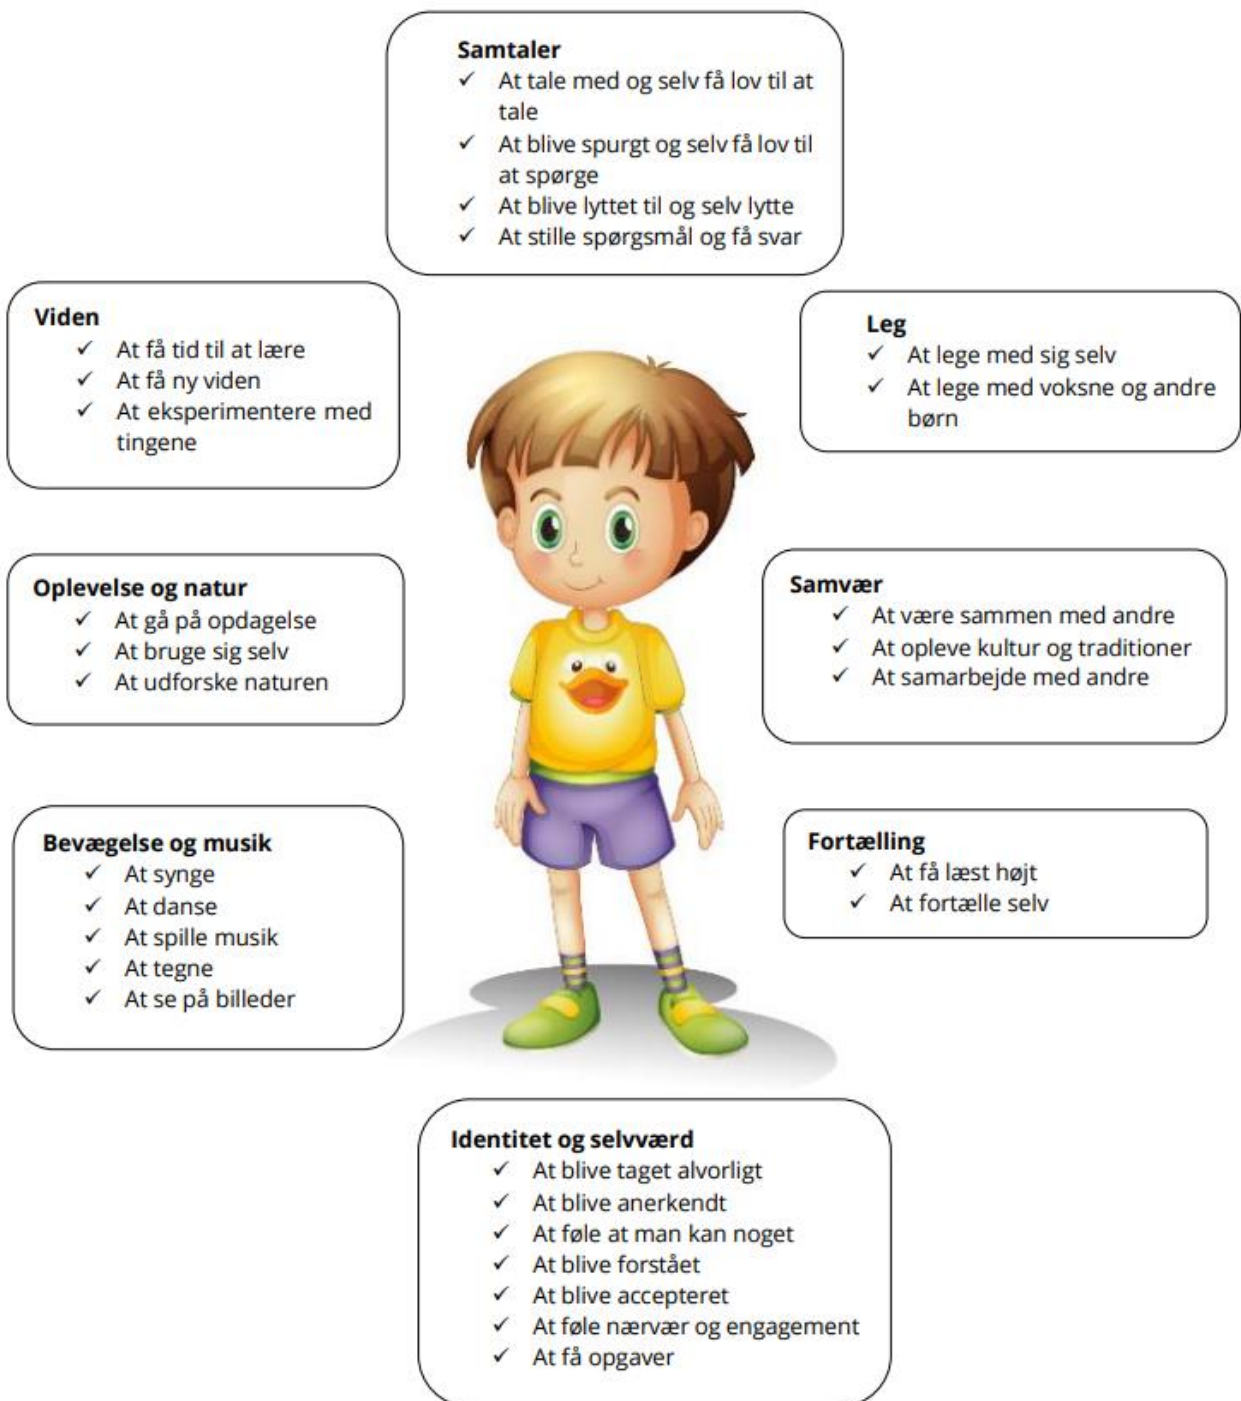 Samtaler
✓ At tale med og selv få lov til at
tale
✓ At blive spurgt og selv få lov til
at spørge
✓ At blive lyttet til og selv lytte
✓ At stille spørgsmål og få svar
Viden
✓ At få tid til at lære
✓ At få ny viden
✓ At eksperimentere med
tingene
Leg
✓ At lege med sig selv
✓ At lege med voksne og andre
børn
Oplevelse og natur
✓ At gå på opdagelse
✓ At bruge sig selv
✓ At udforske naturen
Samvær
✓ At være sammen med andre
✓ At opleve kultur og traditioner
✓ At samarbejde med andre
Bevægelse og musik
✓ At synge
✓ At danse
✓ At spille musik
✓ At tegne
✓ At se på billeder
Fortælling
✓ At få læst højt
✓ At fortælle selv
Identitet og selvværd
✓ At blive taget alvorligt
✓ At blive anerkendt
✓ At føle at man kan noget
✓ At blive forstået
✓ At blive accepteret
✓ At føle nærvær og engagement
✓ At få opgaver